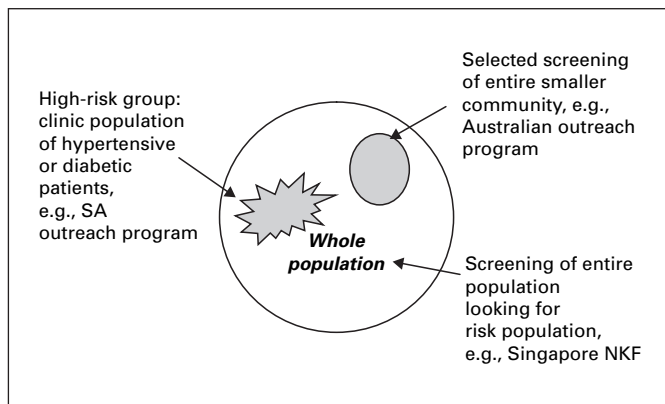 High-risk group:
clinic population
of hypertensive
or diabetic
patients,
e.g., SA
outreach program
Selected screening
of entire smaller
community, e.g.,
Australian outreach
program
Whole
population
Screening of entire
population
looking for
risk population,
e.g., Singapore NKF